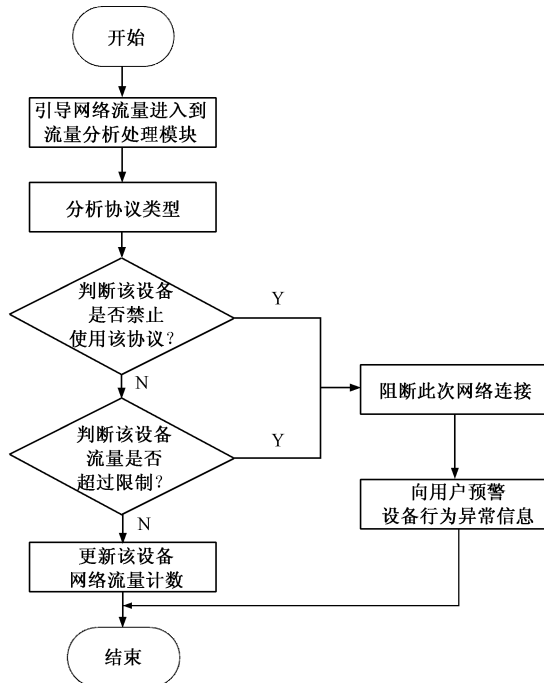 开始
引导网络流量进入到
流量分析处理模块
分析协议类型
判断该设备
是否禁止
使用该协议?
Y
N
判断该设备
流量是否
超过限制?
Y
N
阻断此次网络连接
向用户预警
设备行为异常信息
更新该设备
网络流量计数
结束